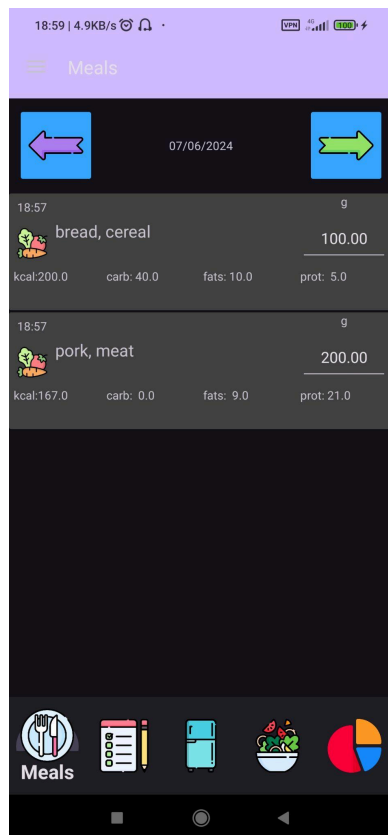 18:59 | 4.9KB/s
VPN 4G 100
Meals
07/06/2024
18:57 g
bread, cereal 100.00
kcal:200.0 carb: 40.0 fats: 10.0 prot: 5.0
18:57 g
pork, meat 200.00
kcal:167.0 carb: 0.0 fats: 9.0 prot: 21.0
Meals